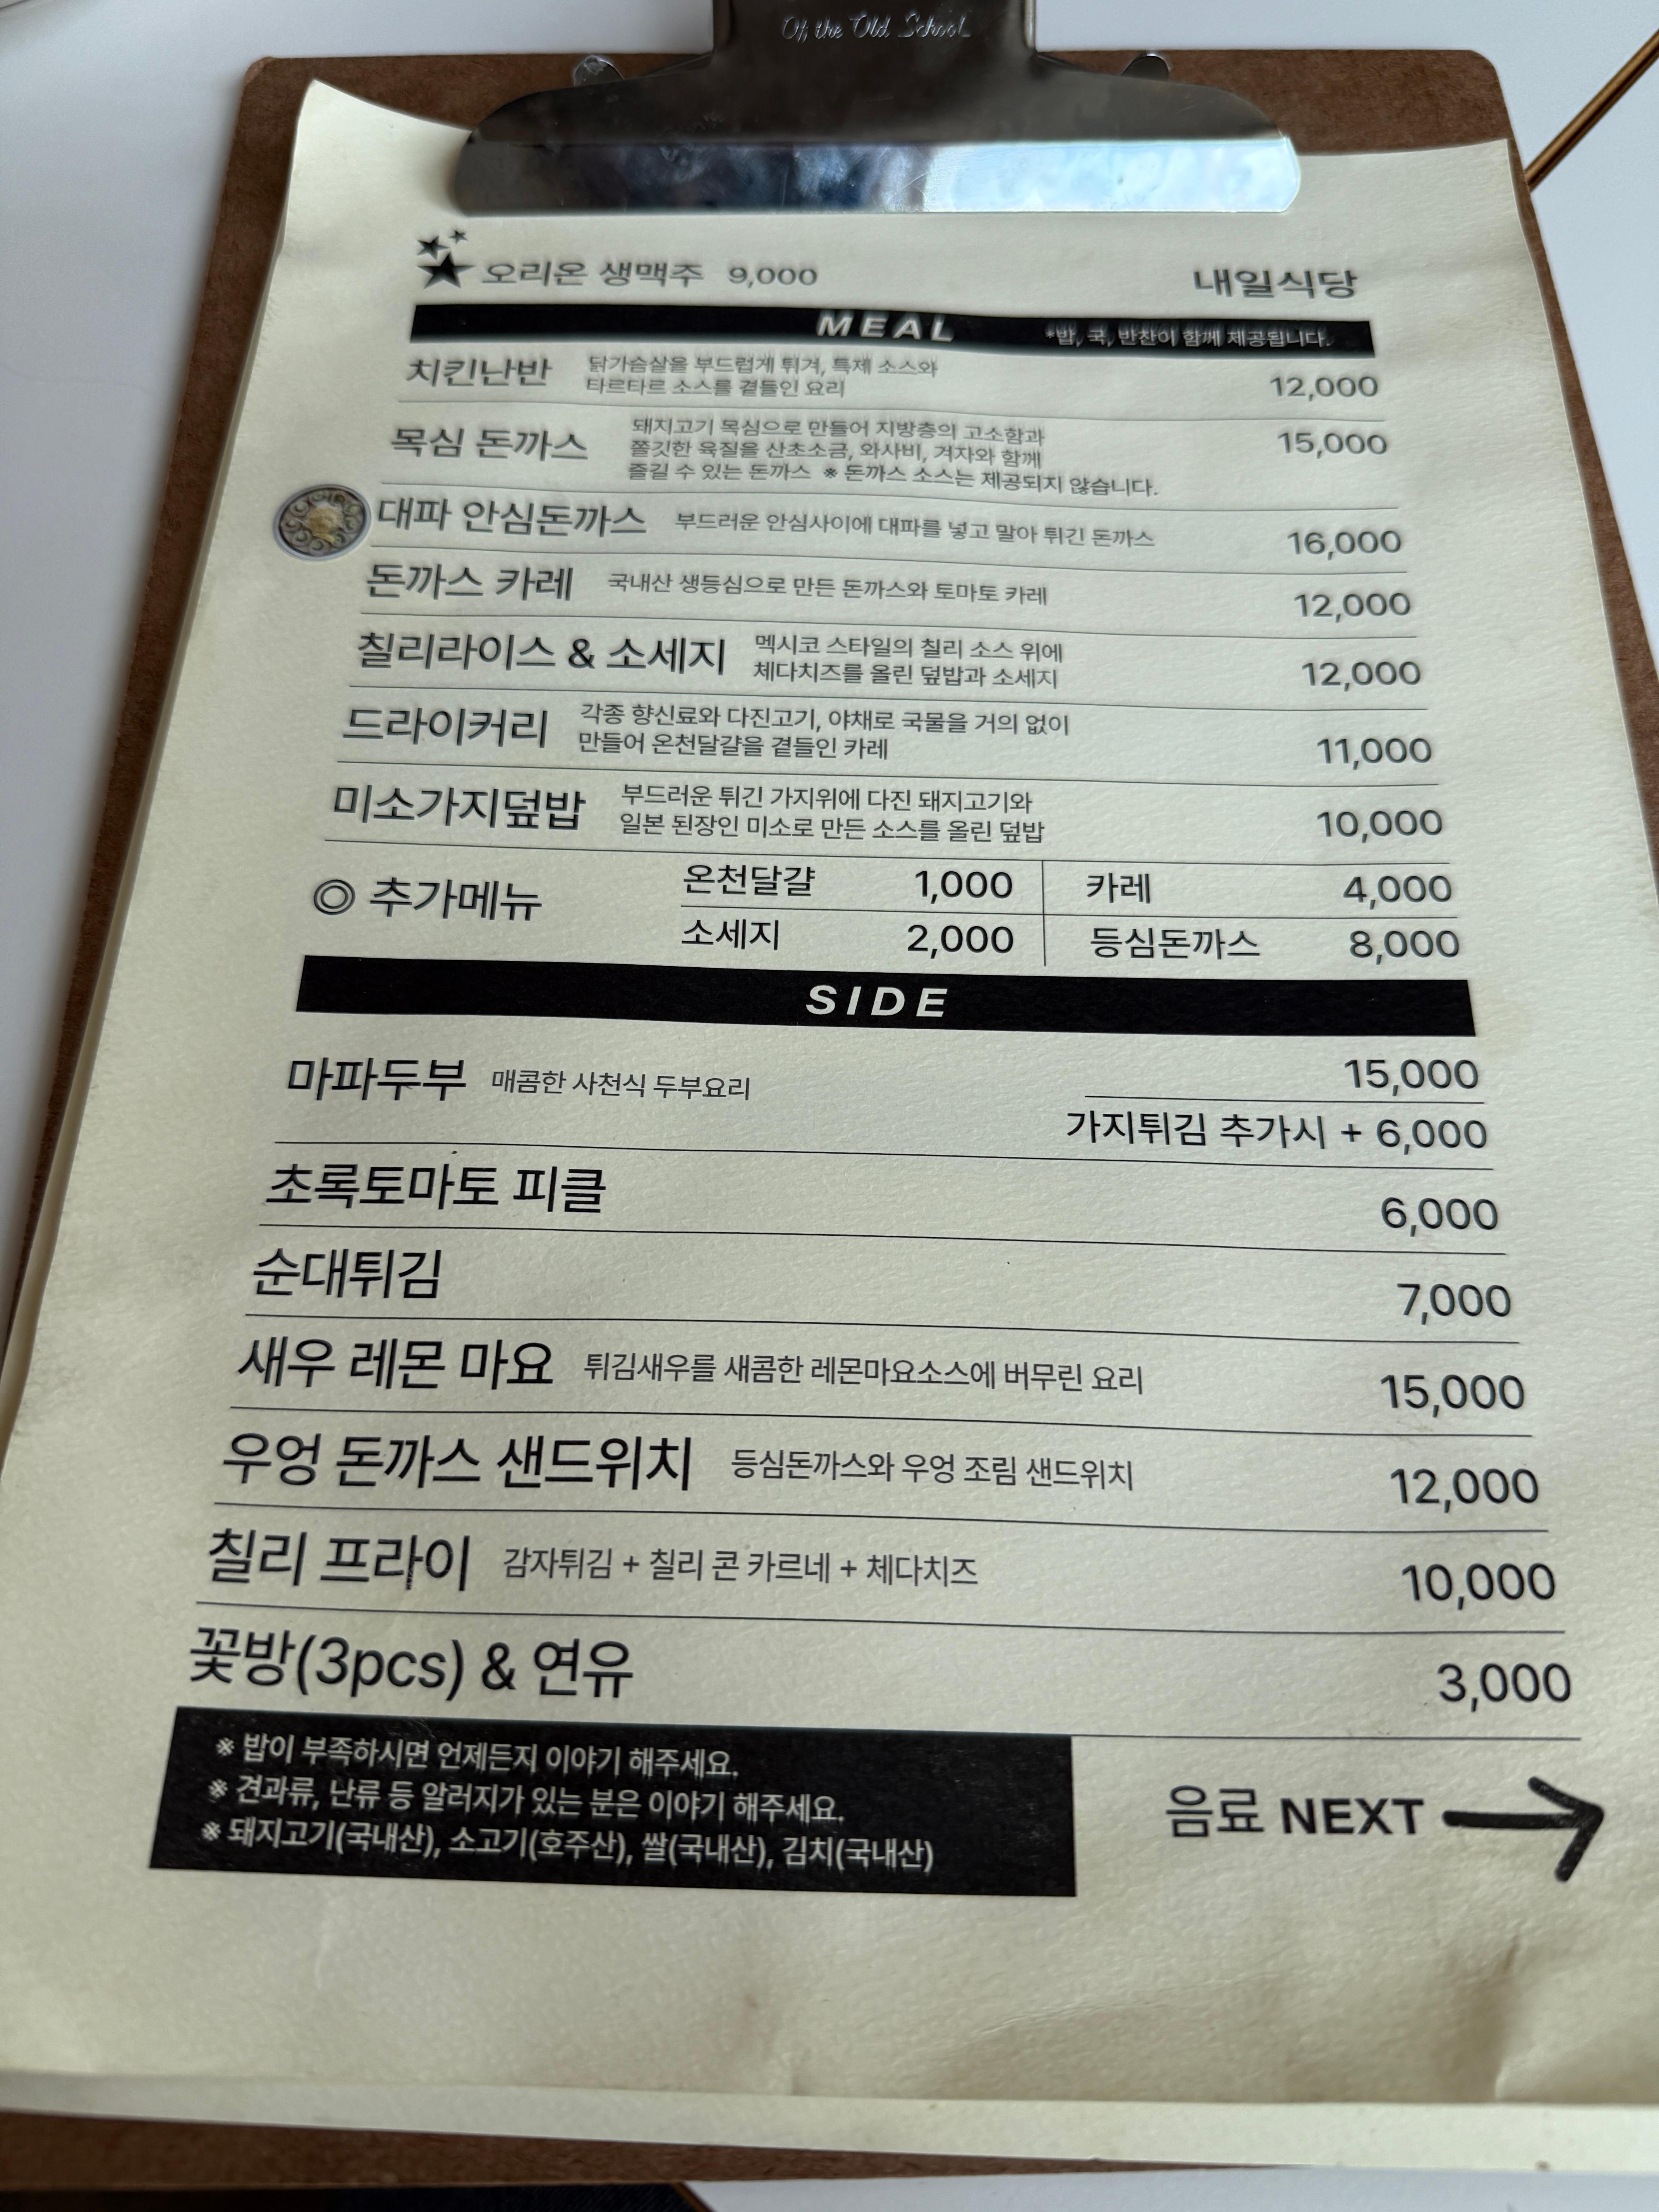 Of the Old School
오리온 생맥주 9,000
내일식당
MEAL *밥, 국, 반찬이 함께 제공됩니다.
치킨난반 닭가슴살을 부드럽게 튀겨, 특제 소스와
타르타르 소스를 곁들인 요리 12,000
목심 돈까스 돼지고기 목심으로 만들어 지방층의 고소함과
쫄깃한 육질을 산초소금, 와사비, 겨자와 함께
즐길 수 있는 돈까스 ※ 돈까스 소스는 제공되지 않습니다. 15,000
대파 안심돈까스 부드러운 안심사이에 대파를 넣고 말아 튀긴 돈까스 16,000
돈까스 카레 국내산 생등심으로 만든 돈까스와 토마토 카레 12,000
칠리라이스 & 소세지 멕시코 스타일의 칠리 소스 위에
체다치즈를 올린 덮밥과 소세지 12,000
드라이커리 각종 향신료와 다진고기, 야채로 국물을 거의 없이
만들어 온천달걀을 곁들인 카레 11,000
미소가지덮밥 부드러운 튀긴 가지위에 다진 돼지고기와
일본 된장인 미소로 만든 소스를 올린 덮밥 10,000
◎ 추가메뉴
온천달걀 1,000 카레 4,000
소세지 2,000 등심돈까스 8,000
SIDE
마파두부 매콤한 사천식 두부요리 15,000
가지튀김 추가시 + 6,000
초록토마토 피클 6,000
순대튀김 7,000
새우 레몬 마요 튀김새우를 새콤한 레몬마요소스에 버무린 요리 15,000
우엉 돈까스 샌드위치 등심돈까스와 우엉 조림 샌드위치 12,000
칠리 프라이 감자튀김 + 칠리 콘 카르네 + 체다치즈 10,000
꽃방(3pcs) & 연유 3,000
※ 밥이 부족하시면 언제든지 이야기 해주세요.
※ 견과류, 난류 등 알러지가 있는 분은 이야기 해주세요.
※ 돼지고기(국내산), 소고기(호주산), 쌀(국내산), 김치(국내산)
음료 NEXT